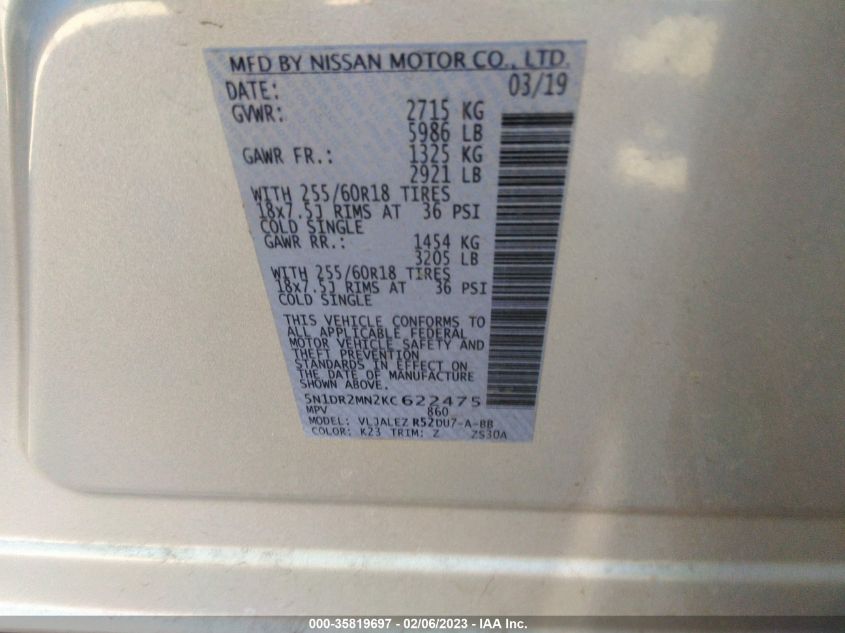 MFD BY NISSAN MOTOR CO., LTD.
DATE: 03/19
GVWR: 2715 KG
5986 LB
GAWR FR.: 1325 KG
2921 LB
WITH 255/60R18 TIRES
18x7.5J RIMS AT 36 PSI
COLD SINGLE
GAWR RR.: 1454 KG
3205 LB
WITH 255/60R18 TIRES
18x7.5J RIMS AT 36 PSI
COLD SINGLE
THIS VEHICLE CONFORMS TO
ALL APPLICABLE FEDERAL
MOTOR VEHICLE SAFETY AND
THEFT PREVENTION
STANDARDS IN EFFECT ON
THE DATE OF MANUFACTURE
SHOWN ABOVE.
5N1DR2MN2KC622475
MPV 860
MODEL: VLJALEZ R52DU7-A-BB
COLOR: K23 TRIM: Z ZS30A
000-35819697 - 02/06/2023 - IAA Inc.